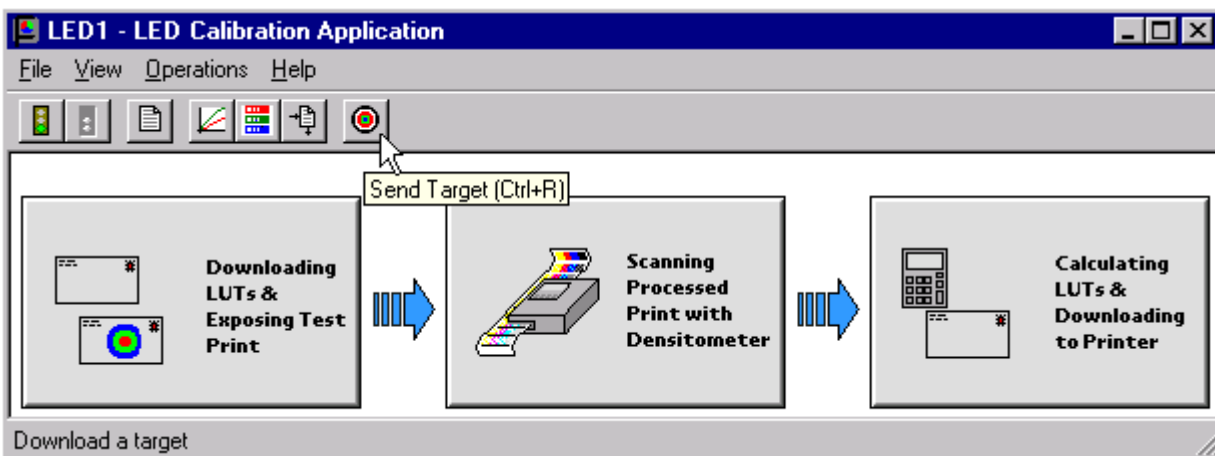 LED1 - LED Calibration Application
File View Operations Help
Send Target (Ctrl+R)
Downloading
LUTs &
Exposing Test
Print
Scanning
Processed
Print with
Densitometer
Calculating
LUTs &
Downloading
to Printer
Download a target